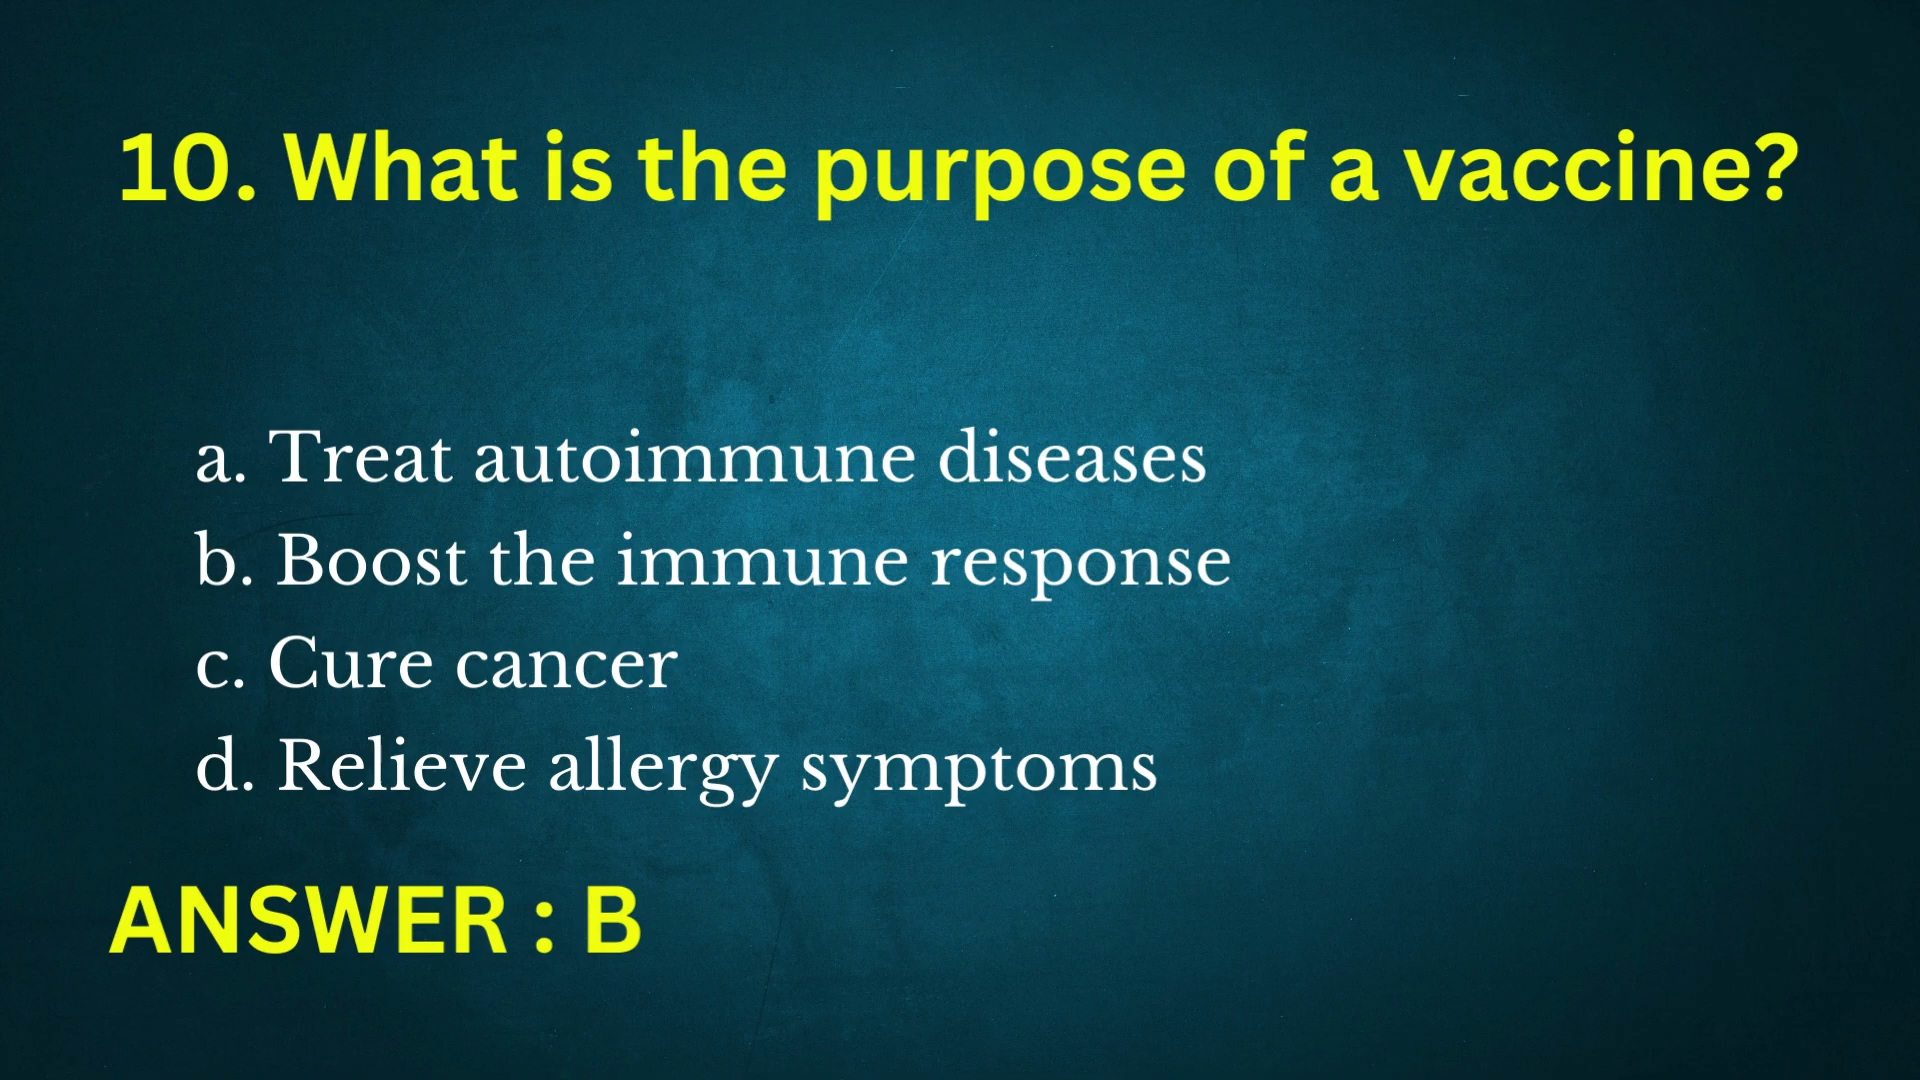 10. What is the purpose of a vaccine?
a. Treat autoimmune diseases
b. Boost the immune response
c. Cure cancer
d. Relieve allergy symptoms
ANSWER : B